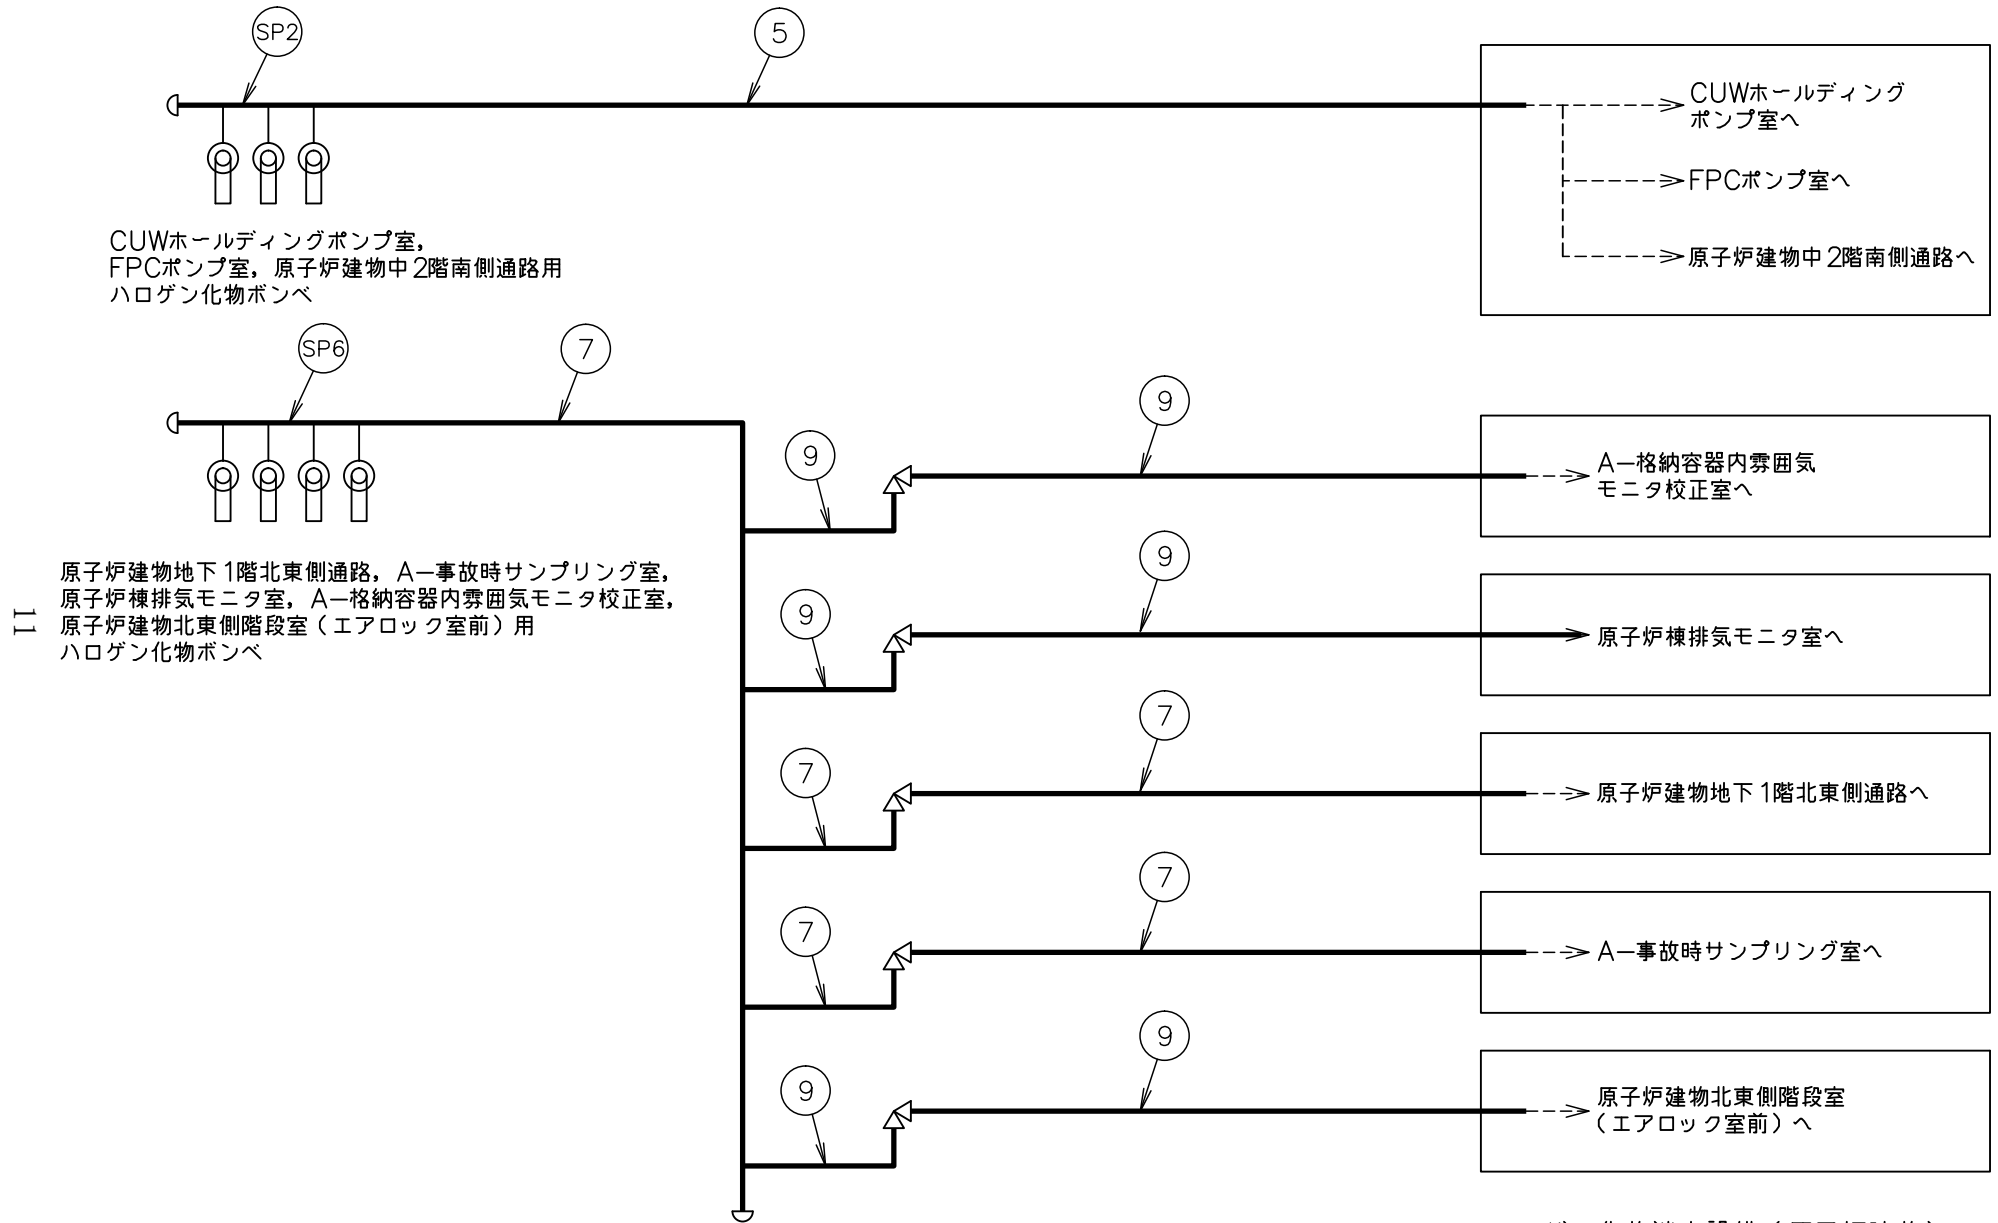 SP2
5
CUWホールディング
ポンプ室へ
FPCポンプ室へ
原子炉建物中2階南側通路へ
CUWホールディングポンプ室,
FPCポンプ室, 原子炉建物中2階南側通路用
ハロゲン化物ボンベ
SP6
7
9
9
A-格納容器内雰囲気
モニタ校正室へ
原子炉建物地下1階北東側通路, A-事故時サンプリング室,
原子炉棟排気モニタ室, A-格納容器内雰囲気モニタ校正室,
原子炉建物北東側階段室(エアロック室前)用
ハロゲン化物ボンベ
9
9
原子炉棟排気モニタ室へ
7
7
原子炉建物地下1階北東側通路へ
7
7
A-事故時サンプリング室へ
9
9
原子炉建物北東側階段室
(エアロック室前)へ
11